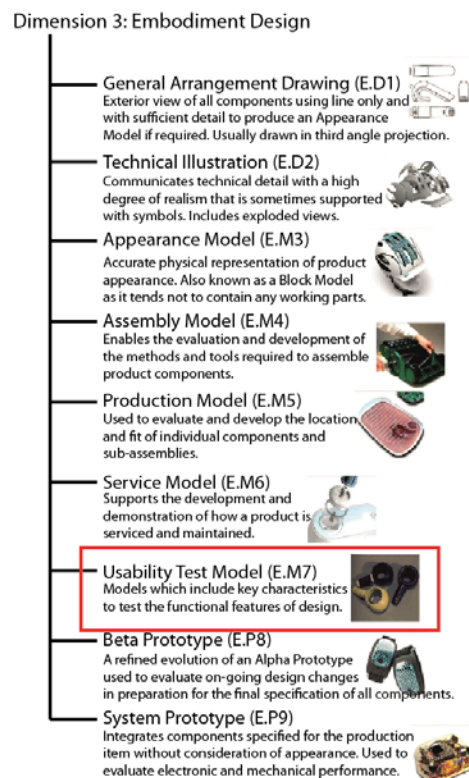 Dimension 3: Embodiment Design
General Arrangement Drawing (E.D1)
Exterior view of all components using line only and
with sufficient detail to produce an Appearance
Model if required. Usually drawn in third angle projection.
Technical Illustration (E.D2)
Communicates technical detail with a high
degree of realism that is sometimes supported
with symbols. Includes exploded views.
Appearance Model (E.M3)
Accurate physical representation of product
appearance. Also known as a Block Model
as it tends not to contain any working parts.
Assembly Model (E.M4)
Enables the evaluation and development of
the methods and tools required to assemble
product components.
Production Model (E.M5)
Used to evaluate and develop the location
and fit of individual components and
sub-assemblies.
Service Model (E.M6)
Supports the development and
demonstration of how a product is
serviced and maintained.
Usability Test Model (E.M7)
Models which include key characteristics
to test the functional features of design.
Beta Prototype (E.P8)
A refined evolution of an Alpha Prototype
used to evaluate on-going design changes
in preparation for the final specification of all components.
System Prototype (E.P9)
Integrates components specified for the production
item without consideration of appearance. Used to
evaluate electronic and mechanical performance.